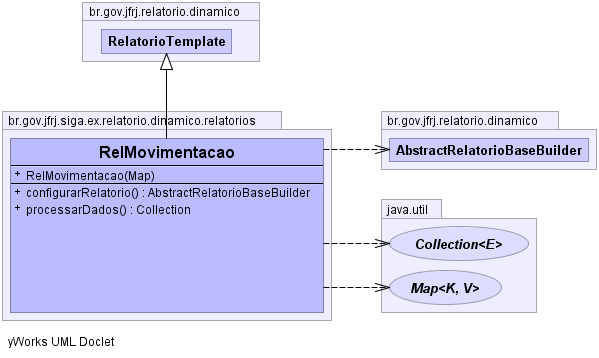 br.gov.jfrj.relatorio.dinamico
RelatorioTemplate
br.gov.jfrj.siga.ex.relatorio.dinamico.relatorios
RelMovimentacao
+ RelMovimentacao(Map)
+ configurarRelatorio() : AbstractRelatorioBaseBuilder
+ processarDados() : Collection
br.gov.jfrj.relatorio.dinamico
AbstractRelatorioBaseBuilder
java.util
Collection<E>
Map<K, V>
yWorks UML Doclet